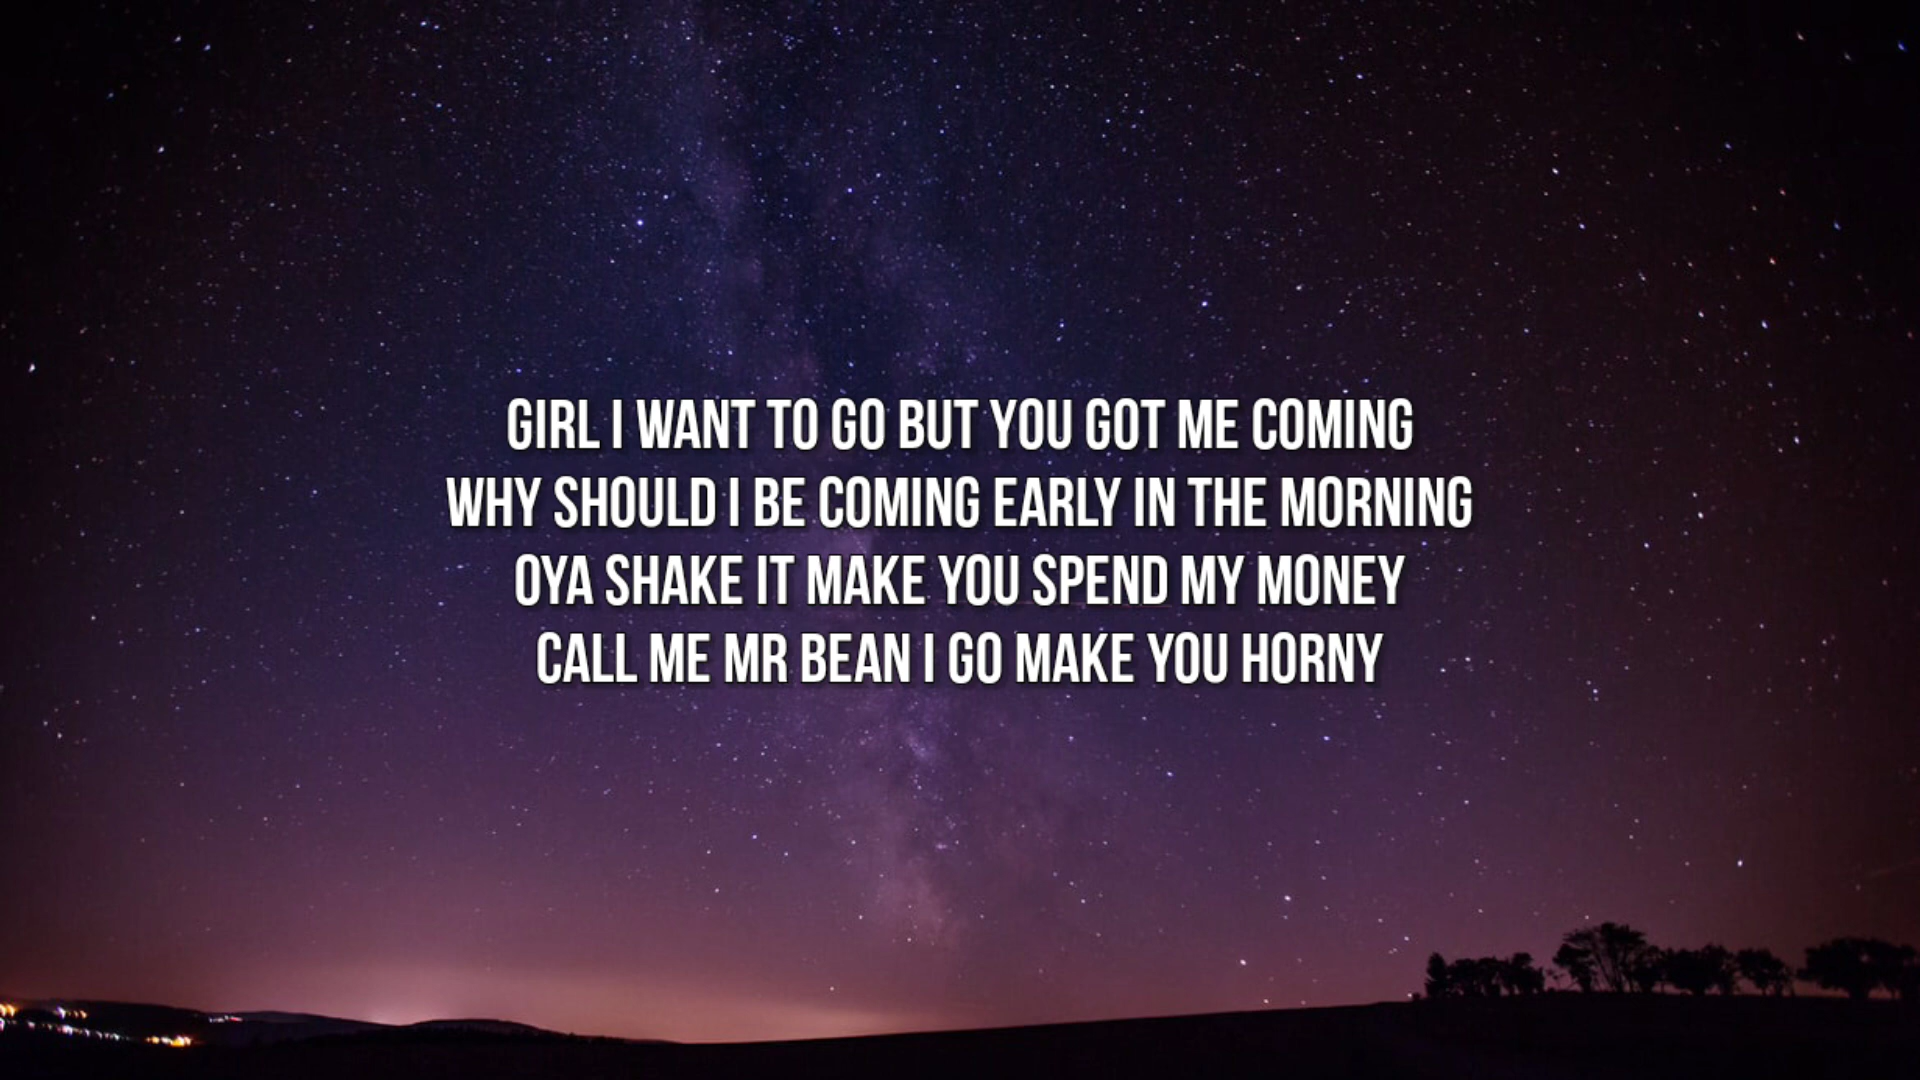 GIRL I WANT TO GO BUT YOU GOT ME COMING
WHY SHOULD I BE COMING EARLY IN THE MORNING
OYA SHAKE IT MAKE YOU SPEND MY MONEY
CALL ME MR BEAN I GO MAKE YOU HORNY